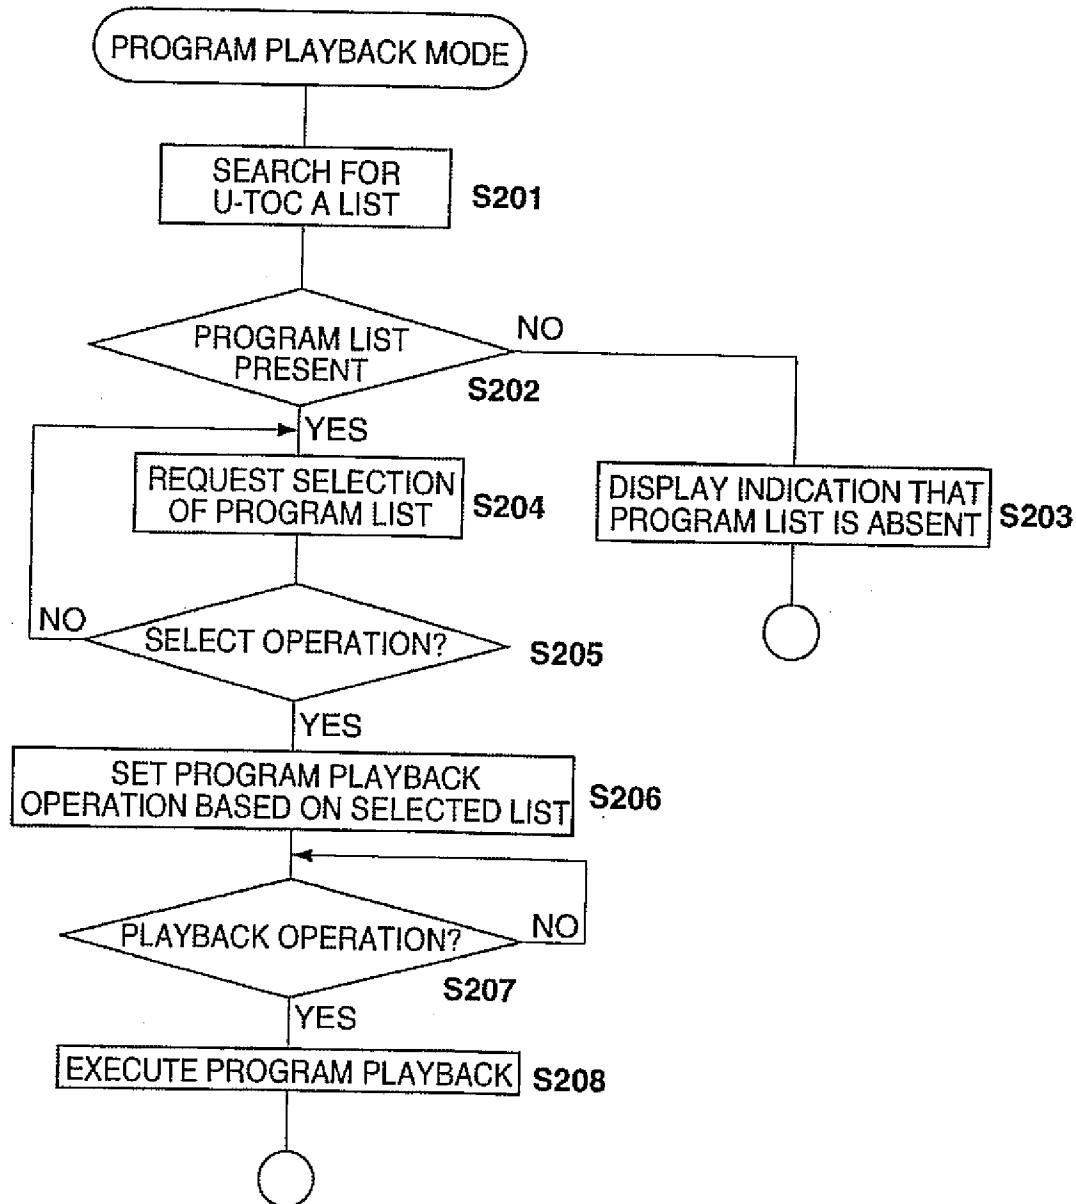 PROGRAM PLAYBACK MODE
SEARCH FOR
U-TOC A LIST
S201
PROGRAM LIST
PRESENT
NO
S202
YES
REQUEST SELECTION
OF PROGRAM LIST
S204
DISPLAY INDICATION THAT
PROGRAM LIST IS ABSENT
S203
NO
SELECT OPERATION?
S205
YES
SET PROGRAM PLAYBACK
OPERATION BASED ON SELECTED LIST
S206
PLAYBACK OPERATION?
NO
S207
YES
EXECUTE PROGRAM PLAYBACK
S208